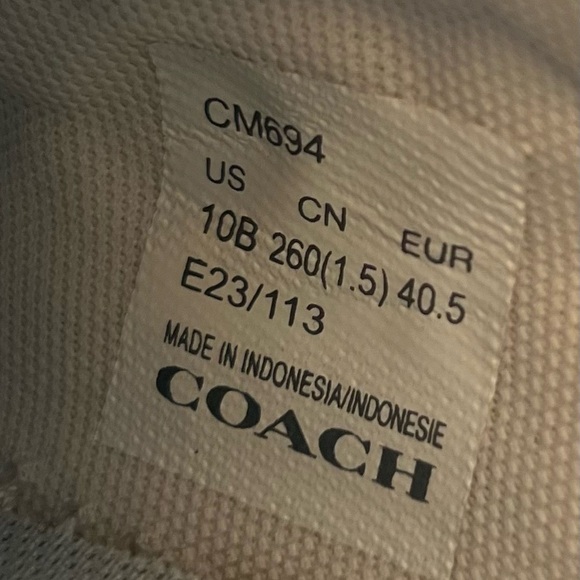 CM694
US CN EUR
10B 260(1.5) 40.5
E23/113
MADE IN INDONESIA/INDONESIE
COACH